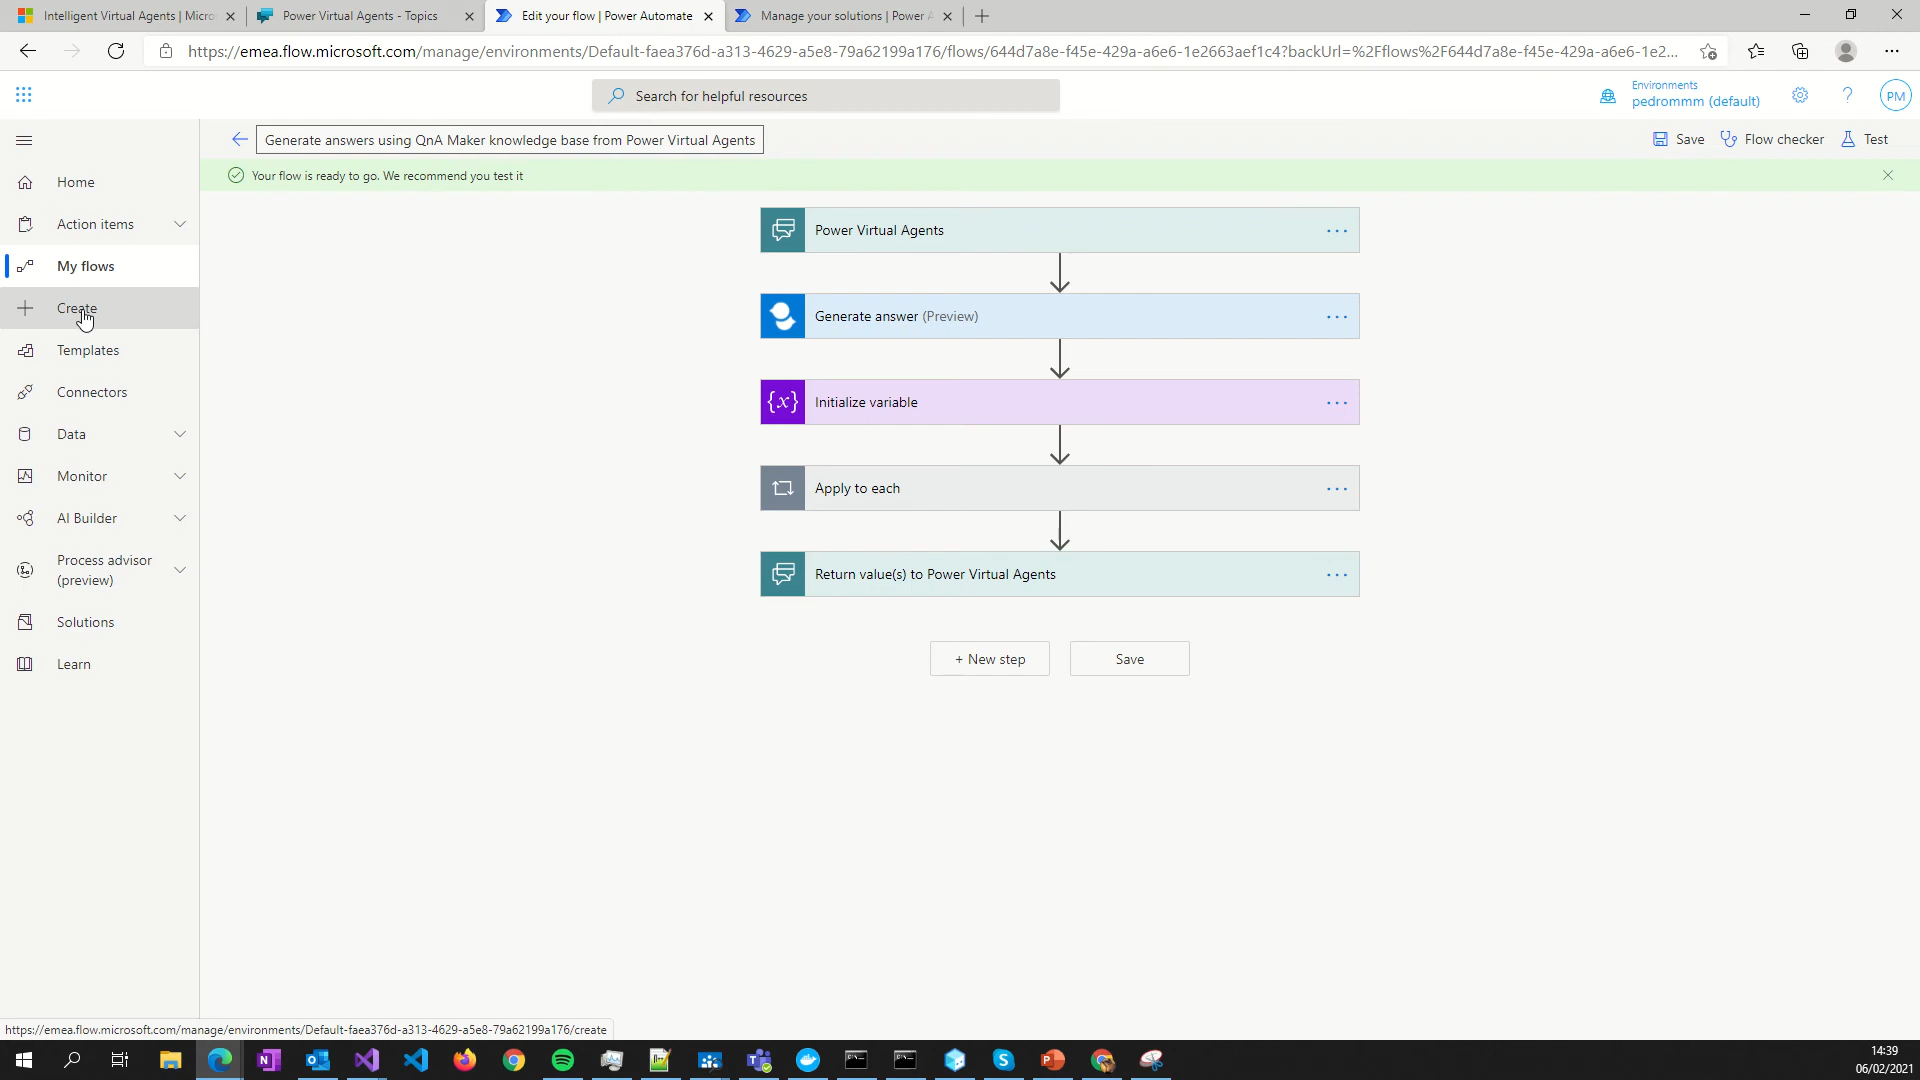 Intelligent Virtual Agents | Micro
Power Virtual Agents - Topics
Edit your flow | Power Automate
Manage your solutions | Power A
https://emea.flow.microsoft.com/manage/environments/Default-faea376d-a313-4629-a5e8-79a62199a176/flows/644d7a8e-f45e-429a-a6e6-1e2663aef1c4?backUrl=%2Fflows%2F644d7a8e-f45e-429a-a6e6-1e2...
Search for helpful resources
Environments
pedrommm (default)
?
PM
Generate answers using QnA Maker knowledge base from Power Virtual Agents
Save
Flow checker
Test
Your flow is ready to go. We recommend you test it
Home
Action items
My flows
Create
Templates
Connectors
Data
Monitor
AI Builder
Process advisor
(preview)
Solutions
Learn
Power Virtual Agents
Generate answer (Preview)
{x} Initialize variable
Apply to each
Return value(s) to Power Virtual Agents
+ New step
Save
https://emea.flow.microsoft.com/manage/environments/Default-faea376d-a313-4629-a5e8-79a62199a176/create
14:39
06/02/2021